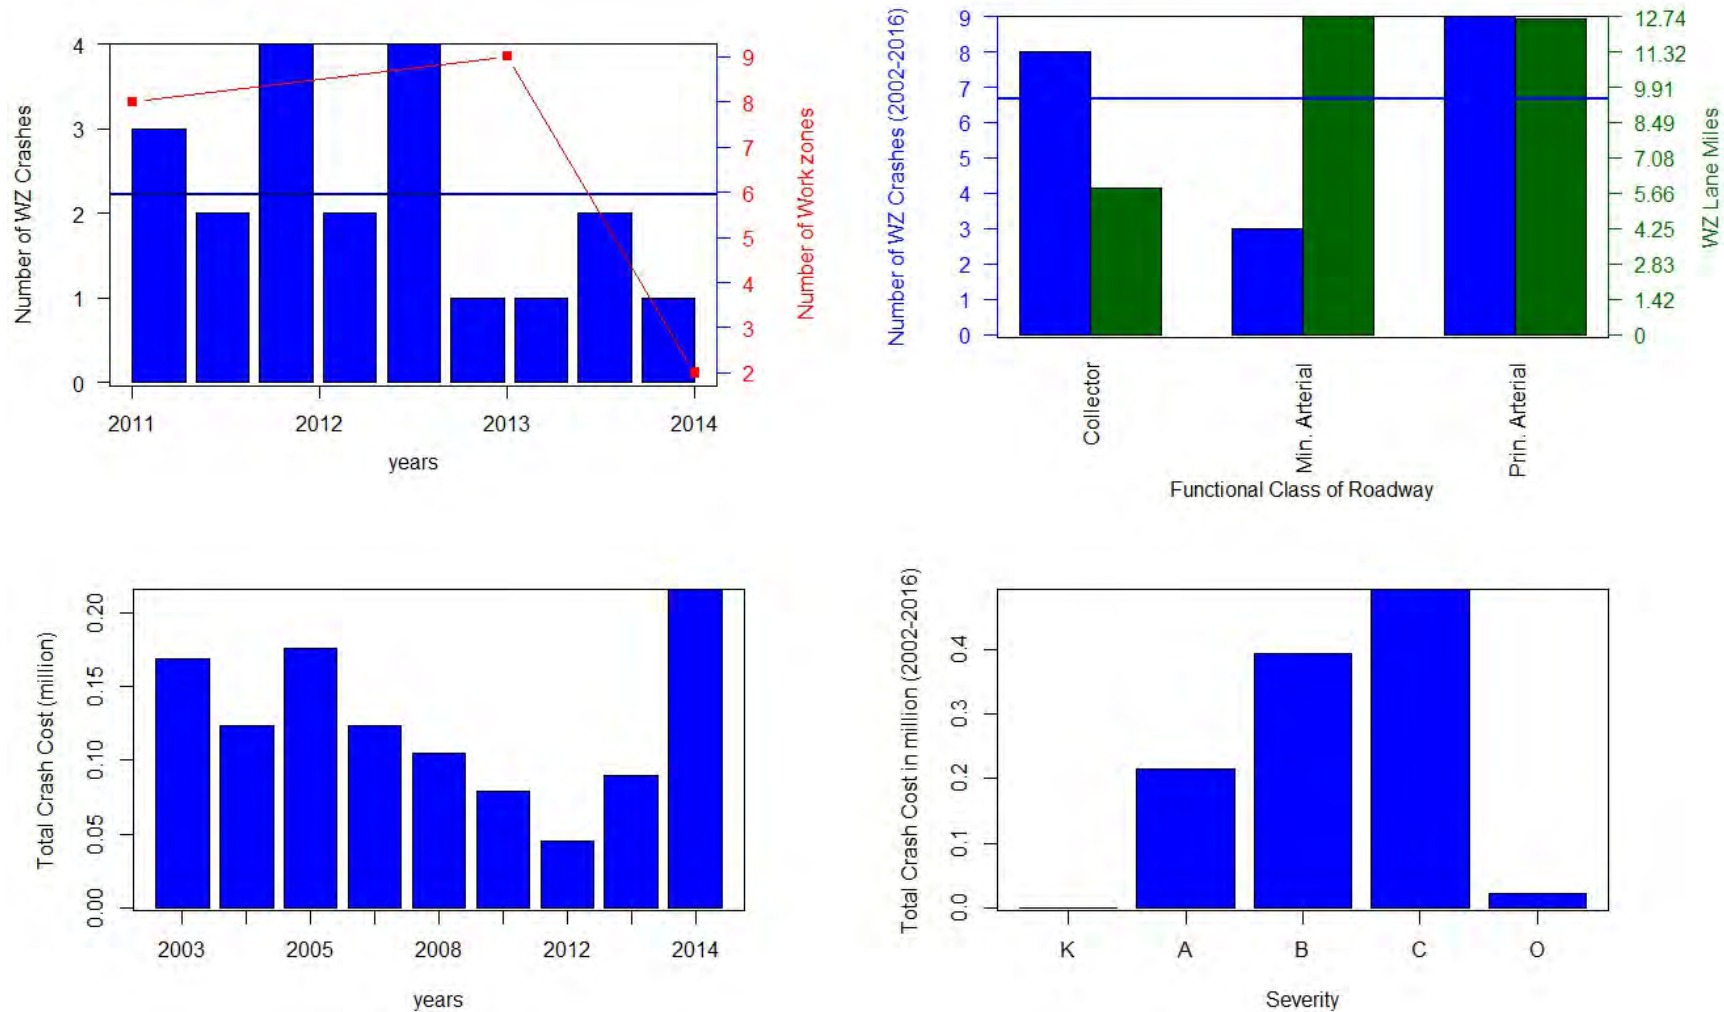 Number of WZ Crashes
4
3
2
1
0
9
8
7
6
5
4
3
2
Number of Work zones
2011 2012 2013 2014
years
Number of WZ Crashes (2002-2016)
9
8
7
6
5
4
3
2
1
0
12.74
11.32
9.91
8.49
7.08
5.66
4.25
2.83
1.42
0
WZ Lane Miles
Collector
Min. Arterial
Prin. Arterial
Functional Class of Roadway
Total Crash Cost (million)
0.20
0.15
0.10
0.05
0.00
2003 2005 2008 2012 2014
years
Total Crash Cost in million (2002-2016)
0.4
0.3
0.2
0.1
0.0
K A B C O
Severity